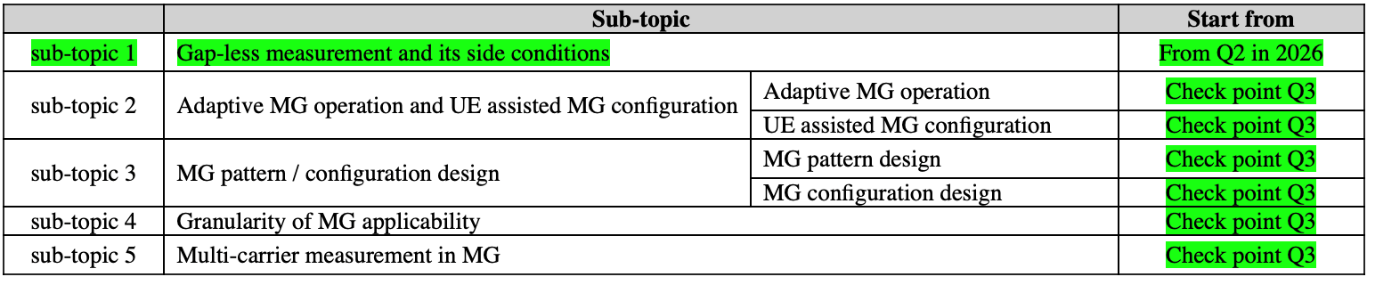 Sub-topic Start from
sub-topic 1 Gap-less measurement and its side conditions From Q2 in 2026
sub-topic 2 Adaptive MG operation and UE assisted MG configuration Adaptive MG operation Check point Q3
UE assisted MG configuration Check point Q3
sub-topic 3 MG pattern / configuration design MG pattern design Check point Q3
MG configuration design Check point Q3
sub-topic 4 Granularity of MG applicability Check point Q3
sub-topic 5 Multi-carrier measurement in MG Check point Q3